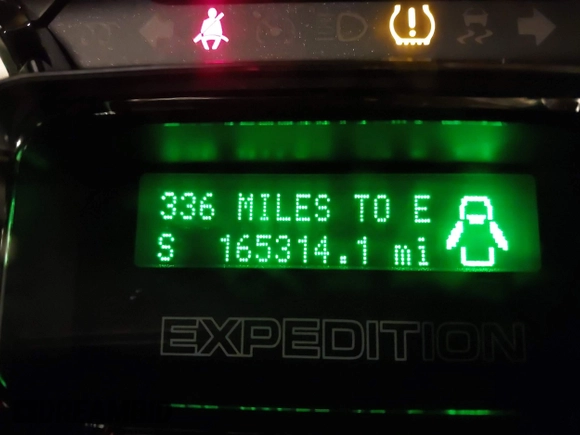 336 MILES TO E
S 165314.1 mi
EXPEDITION